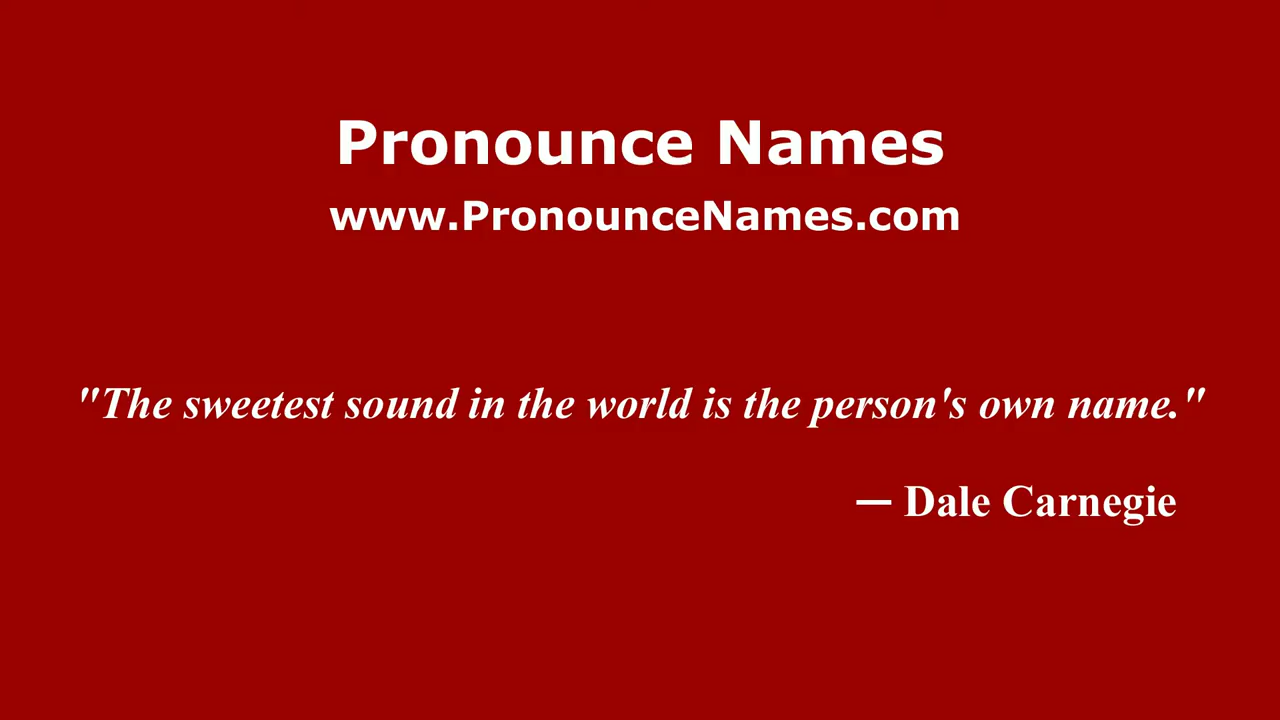 Pronounce Names
www.PronounceNames.com
"The sweetest sound in the world is the person's own name."
— Dale Carnegie